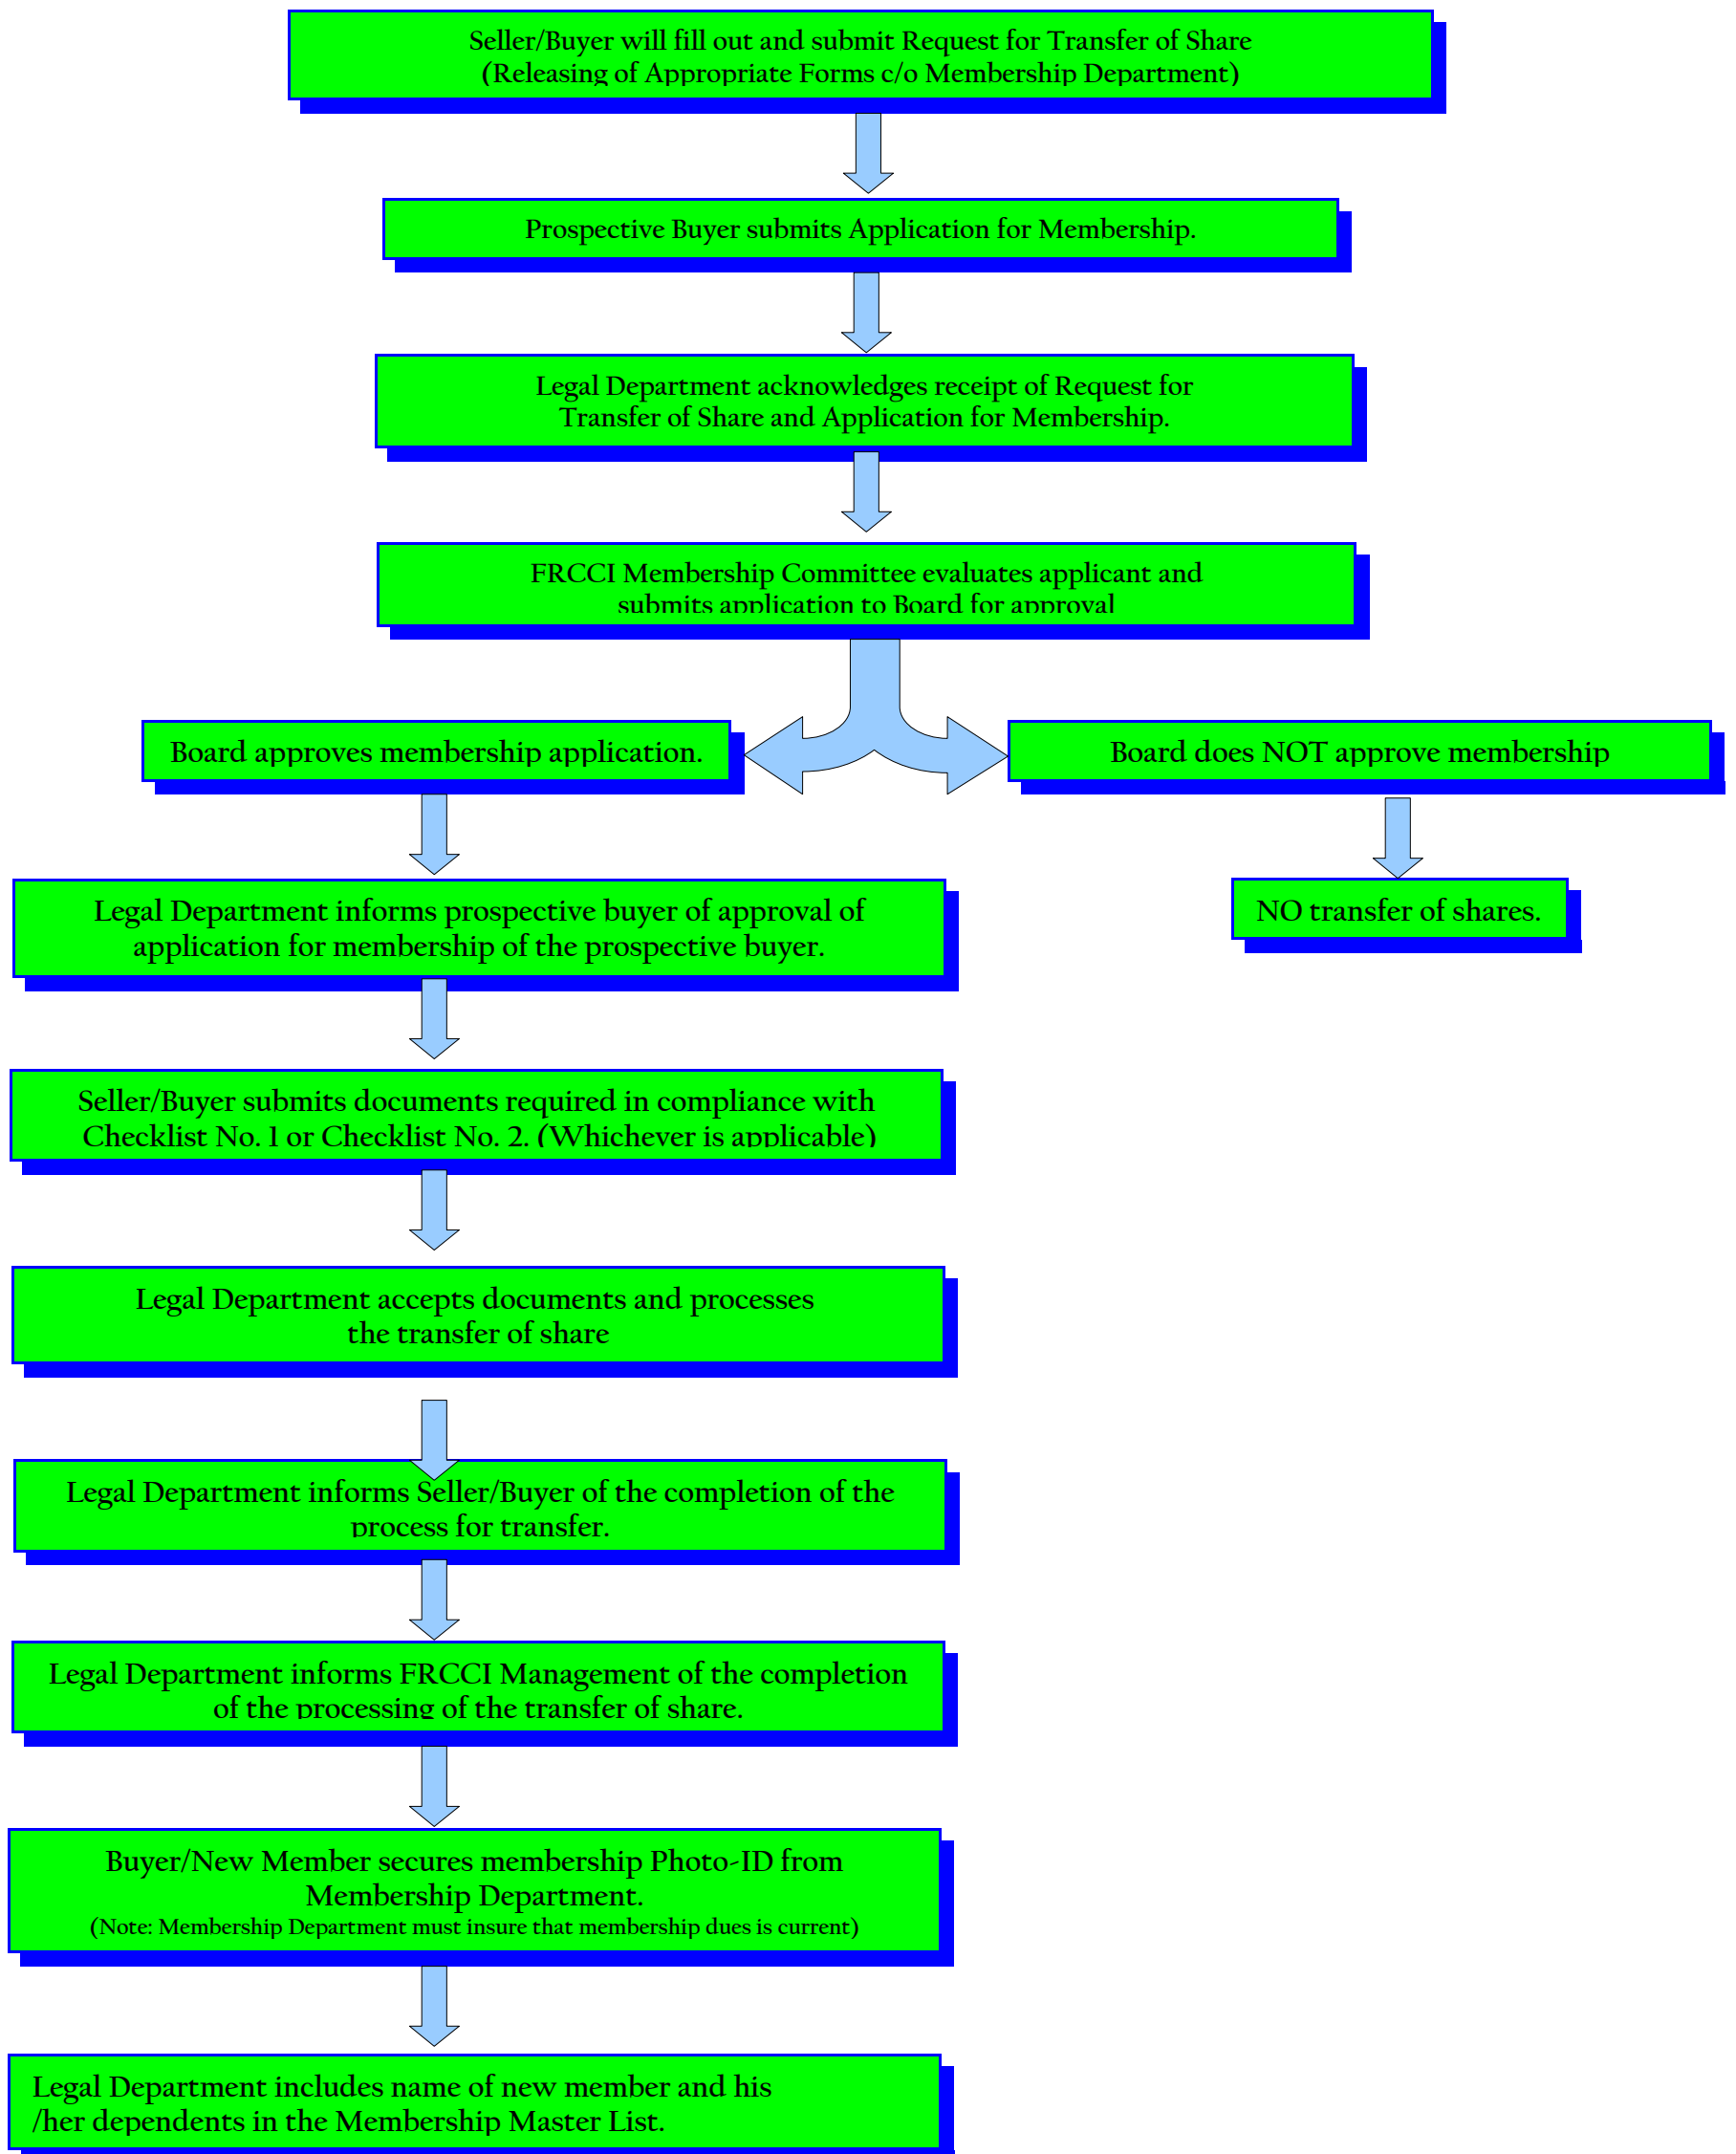 Seller/Buyer will fill out and submit Request for Transfer of Share
(Releasing of Appropriate Forms c/o Membership Department)
Prospective Buyer submits Application for Membership.
Legal Department acknowledges receipt of Request for
Transfer of Share and Application for Membership.
FRCCI Membership Committee evaluates applicant and
submits application to Board for approval
Board approves membership application.
Board does NOT approve membership
Legal Department informs prospective buyer of approval of
application for membership of the prospective buyer.
NO transfer of shares.
Seller/Buyer submits documents required in compliance with
Checklist No. 1 or Checklist No. 2. (Whichever is applicable)
Legal Department accepts documents and processes
the transfer of share
Legal Department informs Seller/Buyer of the completion of the
process for transfer.
Legal Department informs FRCCI Management of the completion
of the processing of the transfer of share.
Buyer/New Member secures membership Photo-ID from
Membership Department.
(Note: Membership Department must insure that membership dues is current)
Legal Department includes name of new member and his
/her dependents in the Membership Master List.